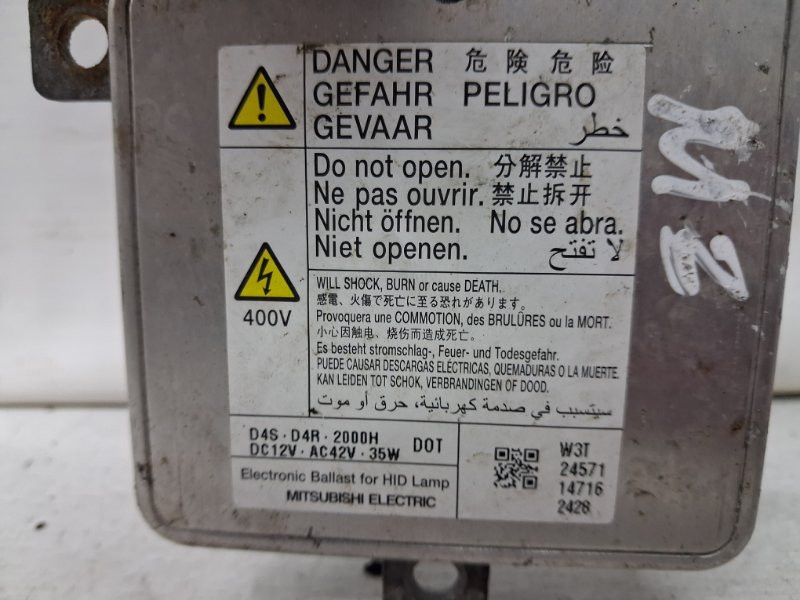 DANGER 危険 危险
GEFAHR PELIGRO
GEVAAR خطر
Do not open. 分解禁止
Ne pas ouvrir. 禁止拆开
Nicht öffnen. No se abra.
Niet openen. لا تفتح
400V
WILL SHOCK, BURN or cause DEATH.
感電、火傷で死亡に至る恐れがあります。
Provoquera une COMMOTION, des BRULÛRES ou la MORT.
小心因触电、烧伤而造成死亡。
Es besteht stromschlag-, Feuer- und Todesgefahr.
PUEDE CAUSAR DESCARGAS ELÉCTRICAS, QUEMADURAS O LA MUERTE.
KAN LEIDEN TOT SCHOK, VERBRANDINGEN OF DOOD.
سيتسبب في صدمة كهربائية، حرق أو موت
D4S · D4R · 2000H
DC12V · AC42V · 35W DOT
Electronic Ballast for HID Lamp
MITSUBISHI ELECTRIC
W3T
24571
14716
2428